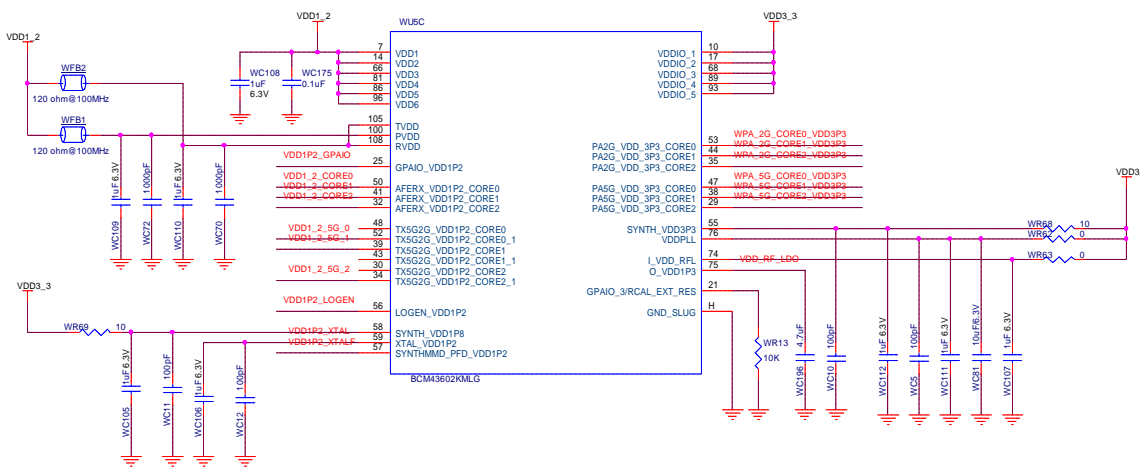 WU5C
VDD1_2
VDD3_3
VDD1_2
WFB2
120 ohm@100MHz
WFB1
120 ohm@100MHz
WC108
1uF
6.3V
WC175
0.1uF
7 VDD1
14 VDD2
66 VDD3
81 VDD4
86 VDD5
96 VDD6
105 TVDD
100 PVDD
108 RVDD
VDD1P2_GPAIO
25 GPAIO_VDD1P2
VDD1_2_CORE0
50 AFERX_VDD1P2_CORE0
VDD1_2_CORE1
41 AFERX_VDD1P2_CORE1
VDD1_2_CORE2
32 AFERX_VDD1P2_CORE2
VDD1_2_5G_0
48 TX5G2G_VDD1P2_CORE0
VDD1_2_5G_1
52 TX5G2G_VDD1P2_CORE0_1
39 TX5G2G_VDD1P2_CORE1
43 TX5G2G_VDD1P2_CORE1_1
VDD1_2_5G_2
30 TX5G2G_VDD1P2_CORE2
34 TX5G2G_VDD1P2_CORE2_1
VDD1P2_LOGEN
56 LOGEN_VDD1P2
VDD1P2_XTAL
58 SYNTH_VDD1P8
59 XTAL_VDD1P2
57 SYNTHMMD_PFD_VDD1P2
BCM43602KMLG
VDDIO_1 10
VDDIO_2 17
VDDIO_3 68
VDDIO_4 89
VDDIO_5 93
PA2G_VDD_3P3_CORE0 53 WPA_2G_CORE0_VDD3P3
PA2G_VDD_3P3_CORE1 44 WPA_2G_CORE1_VDD3P3
PA2G_VDD_3P3_CORE2 35 WPA_2G_CORE2_VDD3P3
PA5G_VDD_3P3_CORE0 47 WPA_5G_CORE0_VDD3P3
PA5G_VDD_3P3_CORE1 38 WPA_5G_CORE1_VDD3P3
PA5G_VDD_3P3_CORE2 29 WPA_5G_CORE2_VDD3P3
SYNTH_VDD3P3 55
VDDPLL 76
I_VDD_RFL 74 VDD_RF_LDO
O_VDD1P3 75
GPAIO_3/RCAL_EXT_RES 21
GND_SLUG H
VDD3
WR68 10
WR62 0
WR63 0
WR13
10K
WC109 1uF 6.3V
WC72 1000pF
WC110 1uF 6.3V
WC70 1000pF
VDD3_3
WR69 10
WC105 1uF 6.3V
WC11 100pF
WC106 1uF 6.3V
WC12 100pF
WC196 4.7uF
WC10 100pF
WC112 1uF 6.3V
WC5 100pF
WC111 1uF 6.3V
WC81 10uF 6.3V
WC107 1uF 6.3V